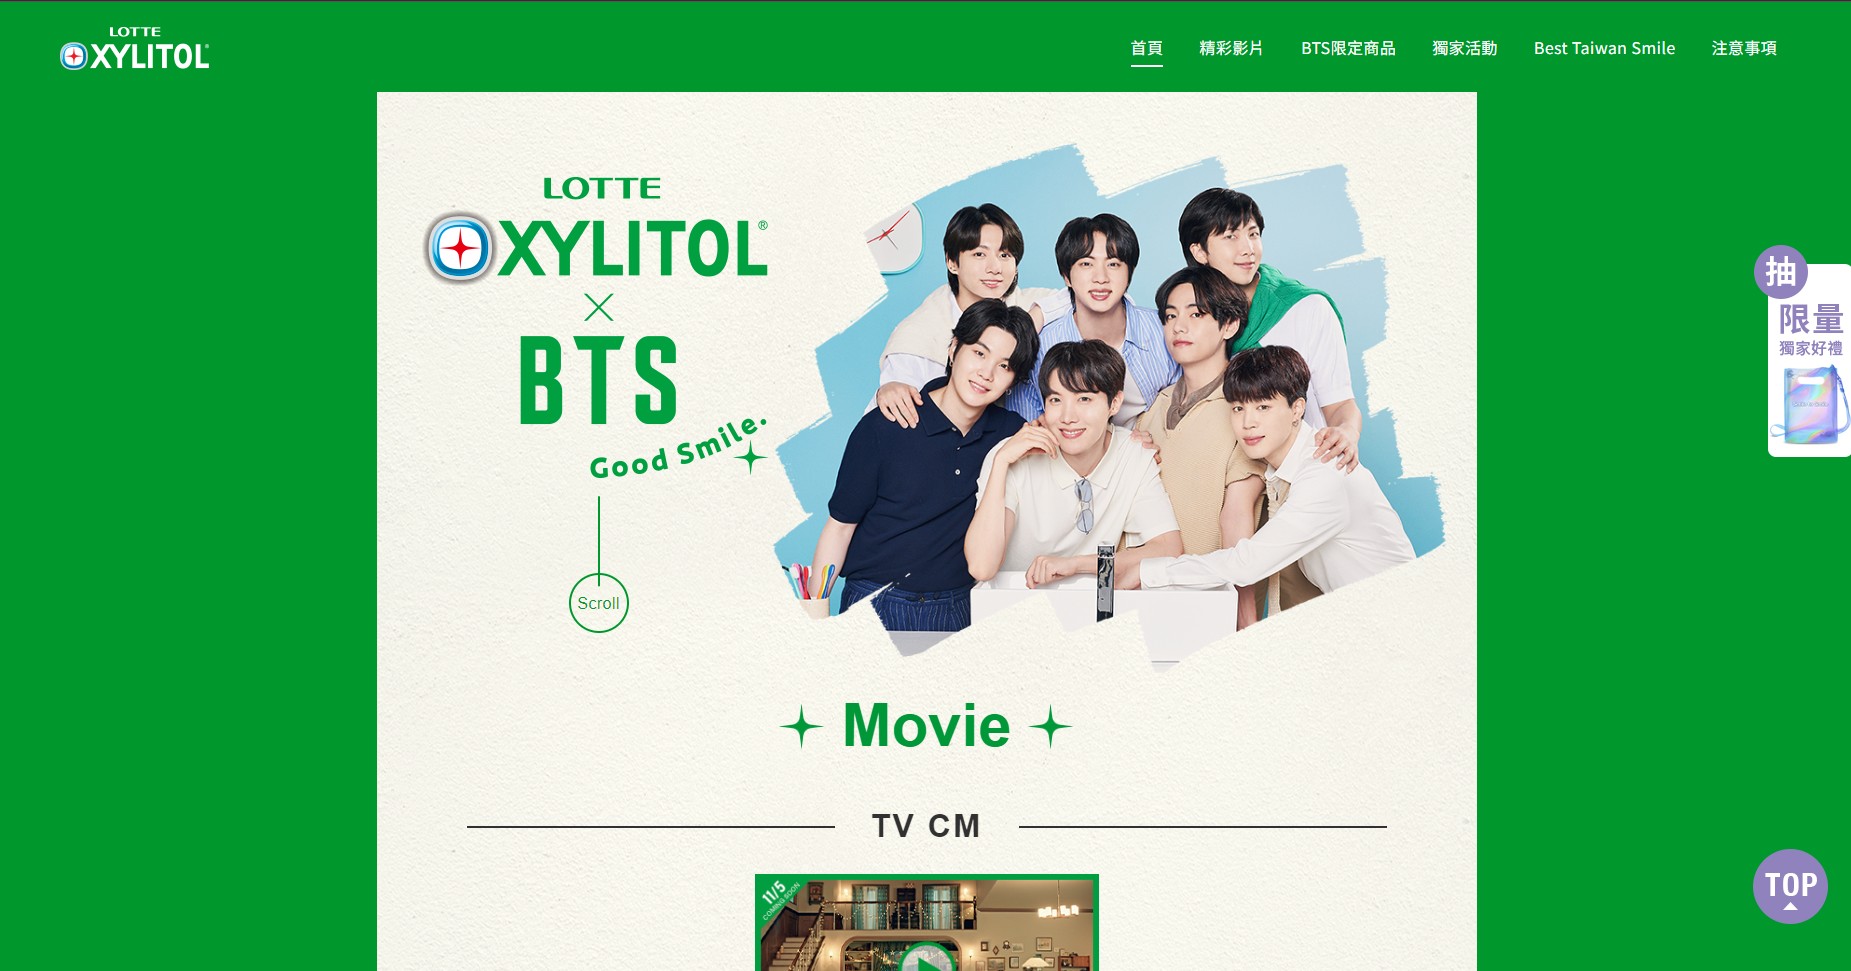 LOTTE
XYLITOL
首頁 精彩影片 BTS限定商品 獨家活動 Best Taiwan Smile 注意事項
LOTTE
XYLITOL®
×
BTS
Good Smile.
Scroll
抽
限量
獨家好禮
Movie
TV CM
11/5
COMING SOON
TOP